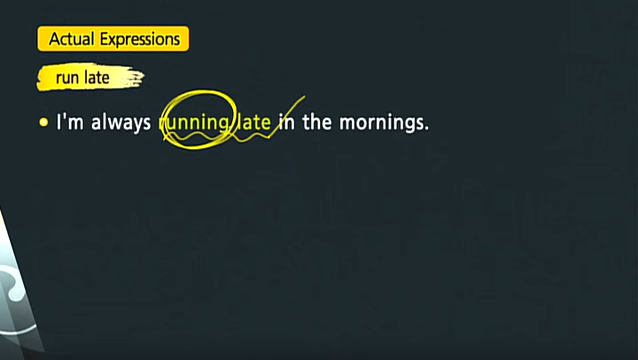 Actual Expressions
run late
• I'm always running late in the mornings.